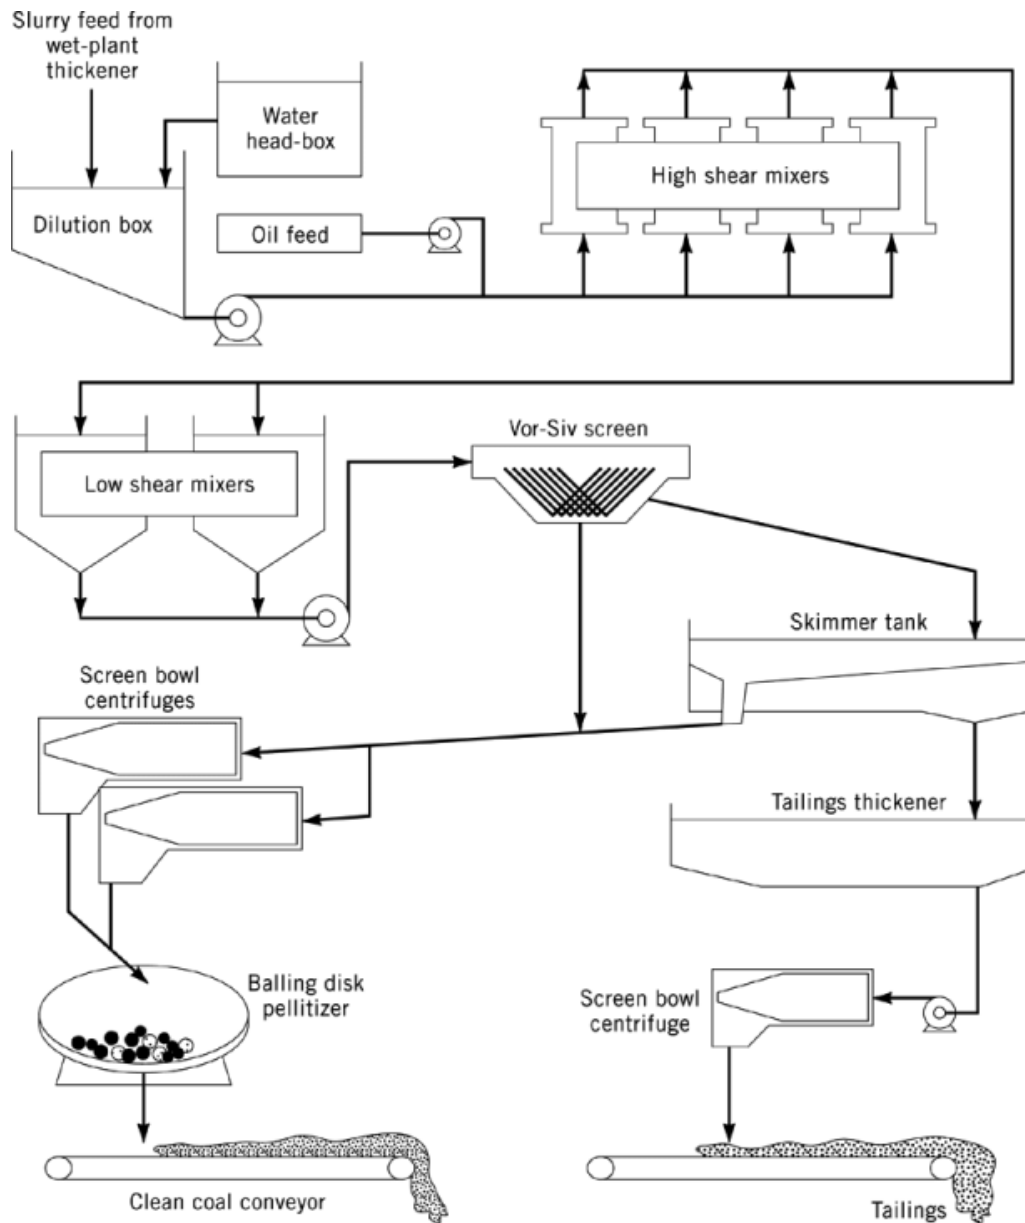 Slurry feed from
wet-plant
thickener
Water
head-box
High shear mixers
Dilution box
Oil feed
Vor-Siv screen
Low shear mixers
Skimmer tank
Screen bowl
centrifuges
Tailings thickener
Balling disk
pellitizer
Screen bowl
centrifuge
Clean coal conveyor
Tailings